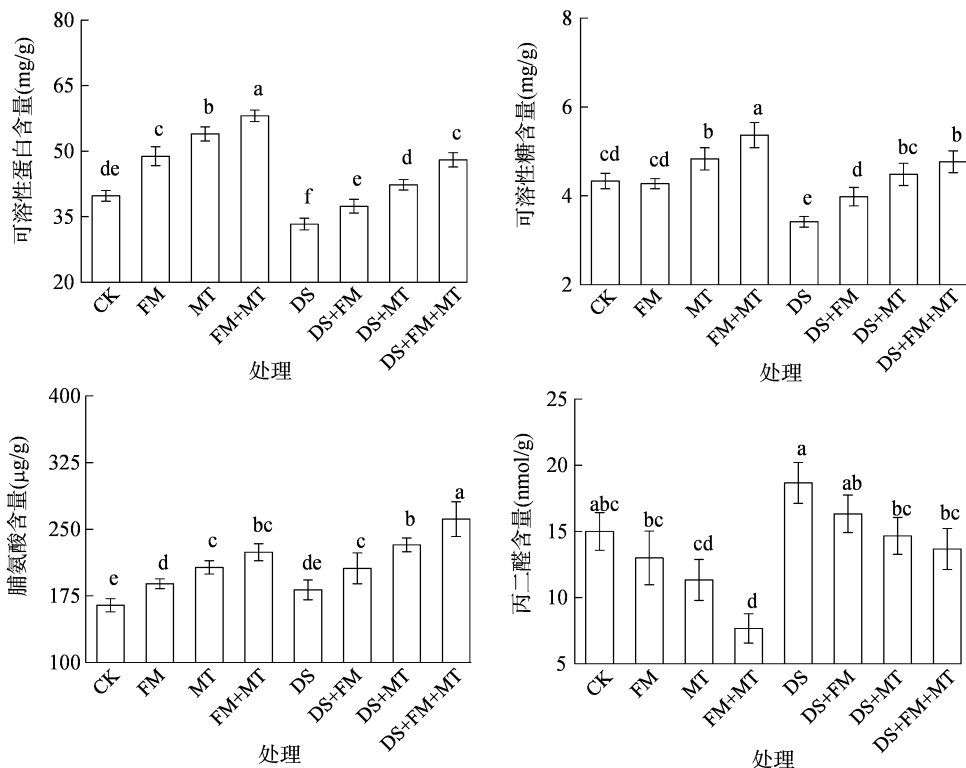 可溶性蛋白含量(mg/g)
80
65
50
35
20
de
c
b
a
f
e
d
c
CK
FM
MT
FM+MT
DS
DS+FM
DS+MT
DS+FM+MT
处理
可溶性糖含量(mg/g)
8
6
4
2
cd
cd
b
a
e
d
bc
b
CK
FM
MT
FM+MT
DS
DS+FM
DS+MT
DS+FM+MT
处理
脯氨酸含量(μg/g)
400
325
250
175
100
e
d
c
bc
de
c
b
a
CK
FM
MT
FM+MT
DS
DS+FM
DS+MT
DS+FM+MT
处理
丙二醛含量(nmol/g)
25
20
15
10
5
abc
bc
cd
d
a
ab
bc
bc
CK
FM
MT
FM+MT
DS
DS+FM
DS+MT
DS+FM+MT
处理